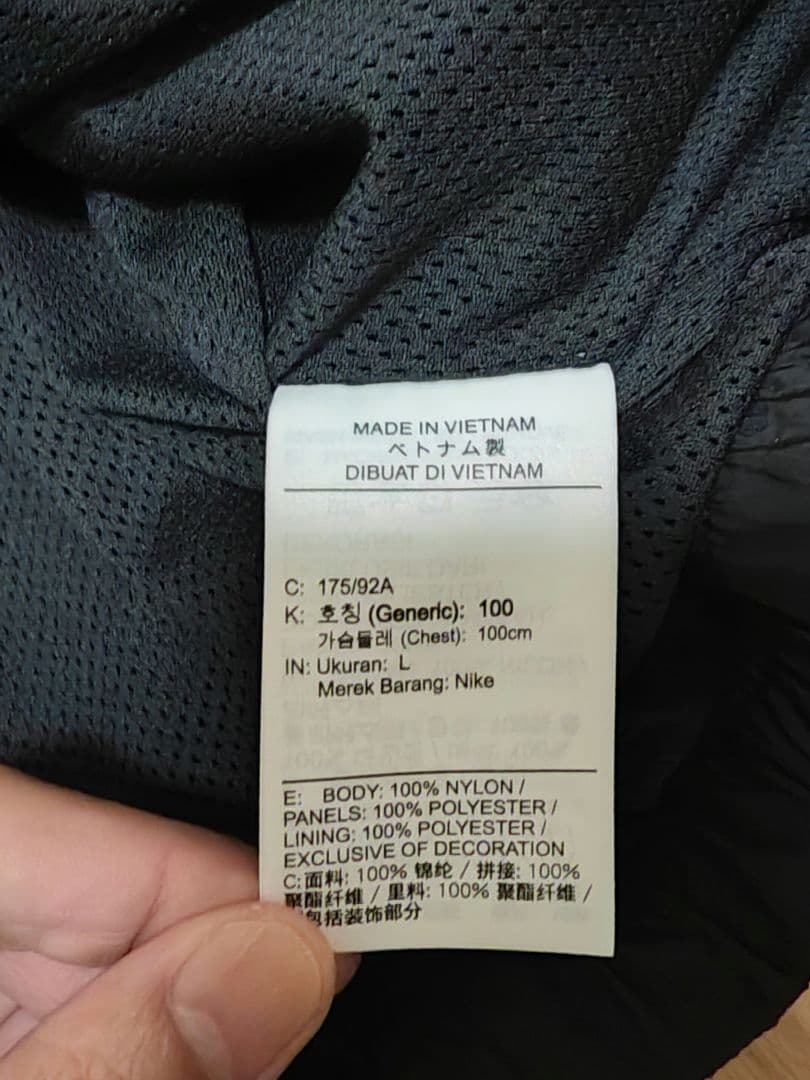 MADE IN VIETNAM
ベトナム製
DIBUAT DI VIETNAM
C: 175/92A
K: 호칭 (Generic): 100
가슴둘레 (Chest): 100cm
IN: Ukuran: L
Merek Barang: Nike
E: BODY: 100% NYLON /
PANELS: 100% POLYESTER /
LINING: 100% POLYESTER /
EXCLUSIVE OF DECORATION
C:面料: 100% 锦纶 / 拼接: 100%
聚酯纤维 / 里料: 100% 聚酯纤维 /
包括装饰部分